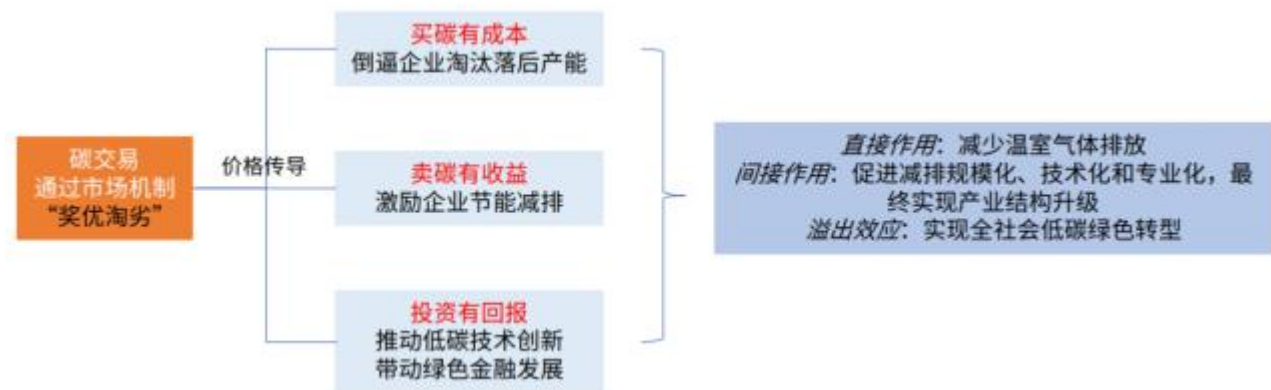 碳交易
通过市场机制
“奖优淘劣”
价格传导
买碳有成本
倒逼企业淘汰落后产能
卖碳有收益
激励企业节能减排
投资有回报
推动低碳技术创新
带动绿色金融发展
直接作用：减少温室气体排放
间接作用：促进减排规模化、技术化和专业化，最
终实现产业结构升级
溢出效应：实现全社会低碳绿色转型